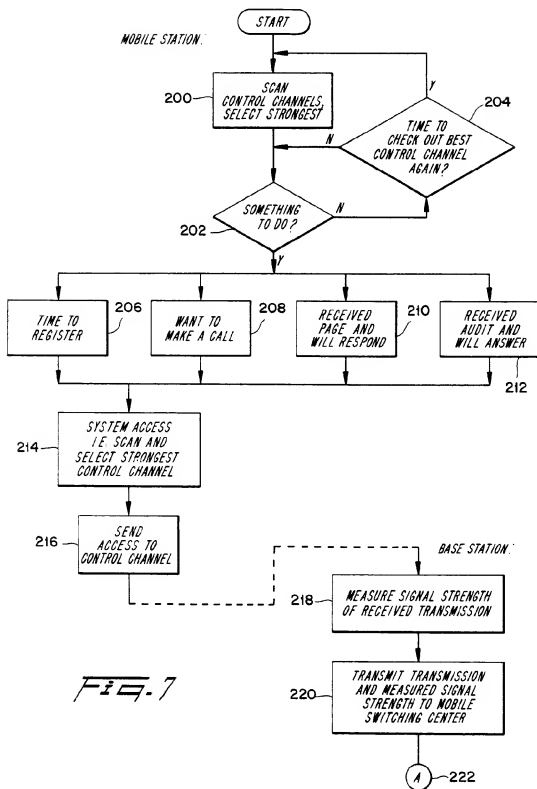 START
MOBILE STATION:
200
SCAN
CONTROL CHANNELS,
SELECT STRONGEST
Y
204
TIME TO
CHECK OUT BEST
CONTROL CHANNEL
AGAIN?
N
SOMETHING
TO DO?
N
202
Y
TIME TO
REGISTER
206
WANT TO
MAKE A CALL
208
RECEIVED
PAGE AND
WILL RESPOND
210
RECEIVED
AUDIT AND
WILL ANSWER
212
214
SYSTEM ACCESS
I.E. SCAN AND
SELECT STRONGEST
CONTROL CHANNEL
216
SEND
ACCESS TO
CONTROL CHANNEL
BASE STATION:
218
MEASURE SIGNAL STRENGTH
OF RECEIVED TRANSMISSION
220
TRANSMIT TRANSMISSION
AND MEASURED SIGNAL
STRENGTH TO MOBILE
SWITCHING CENTER
Fig. 7
A
222